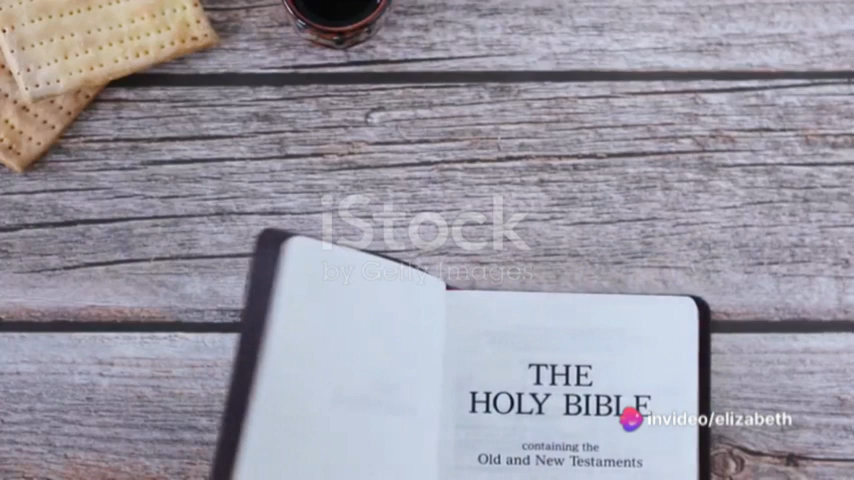 iStock
by Getty Images
THE
HOLY BIBLE
invideo/elizabeth
containing the
Old and New Testaments